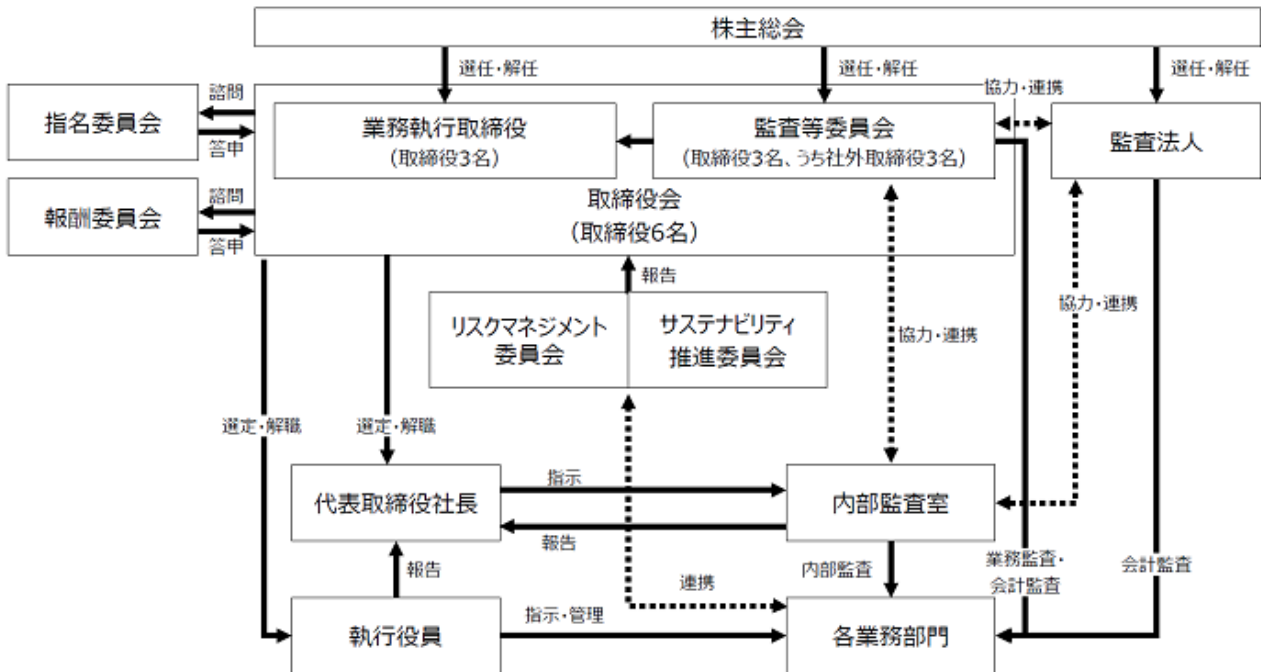 株主総会
選任・解任
選任・解任
選任・解任
協力・連携
指名委員会
諮問
答申
業務執行取締役
(取締役3名)
監査等委員会
(取締役3名、うち社外取締役3名)
監査法人
報酬委員会
諮問
答申
取締役会
(取締役6名)
報告
リスクマネジメント
委員会
サステナビリティ
推進委員会
協力・連携
協力・連携
選定・解職
選定・解職
代表取締役社長
指示
報告
内部監査室
報告
内部監査
業務監査・
会計監査
会計監査
連携
執行役員
指示・管理
各業務部門